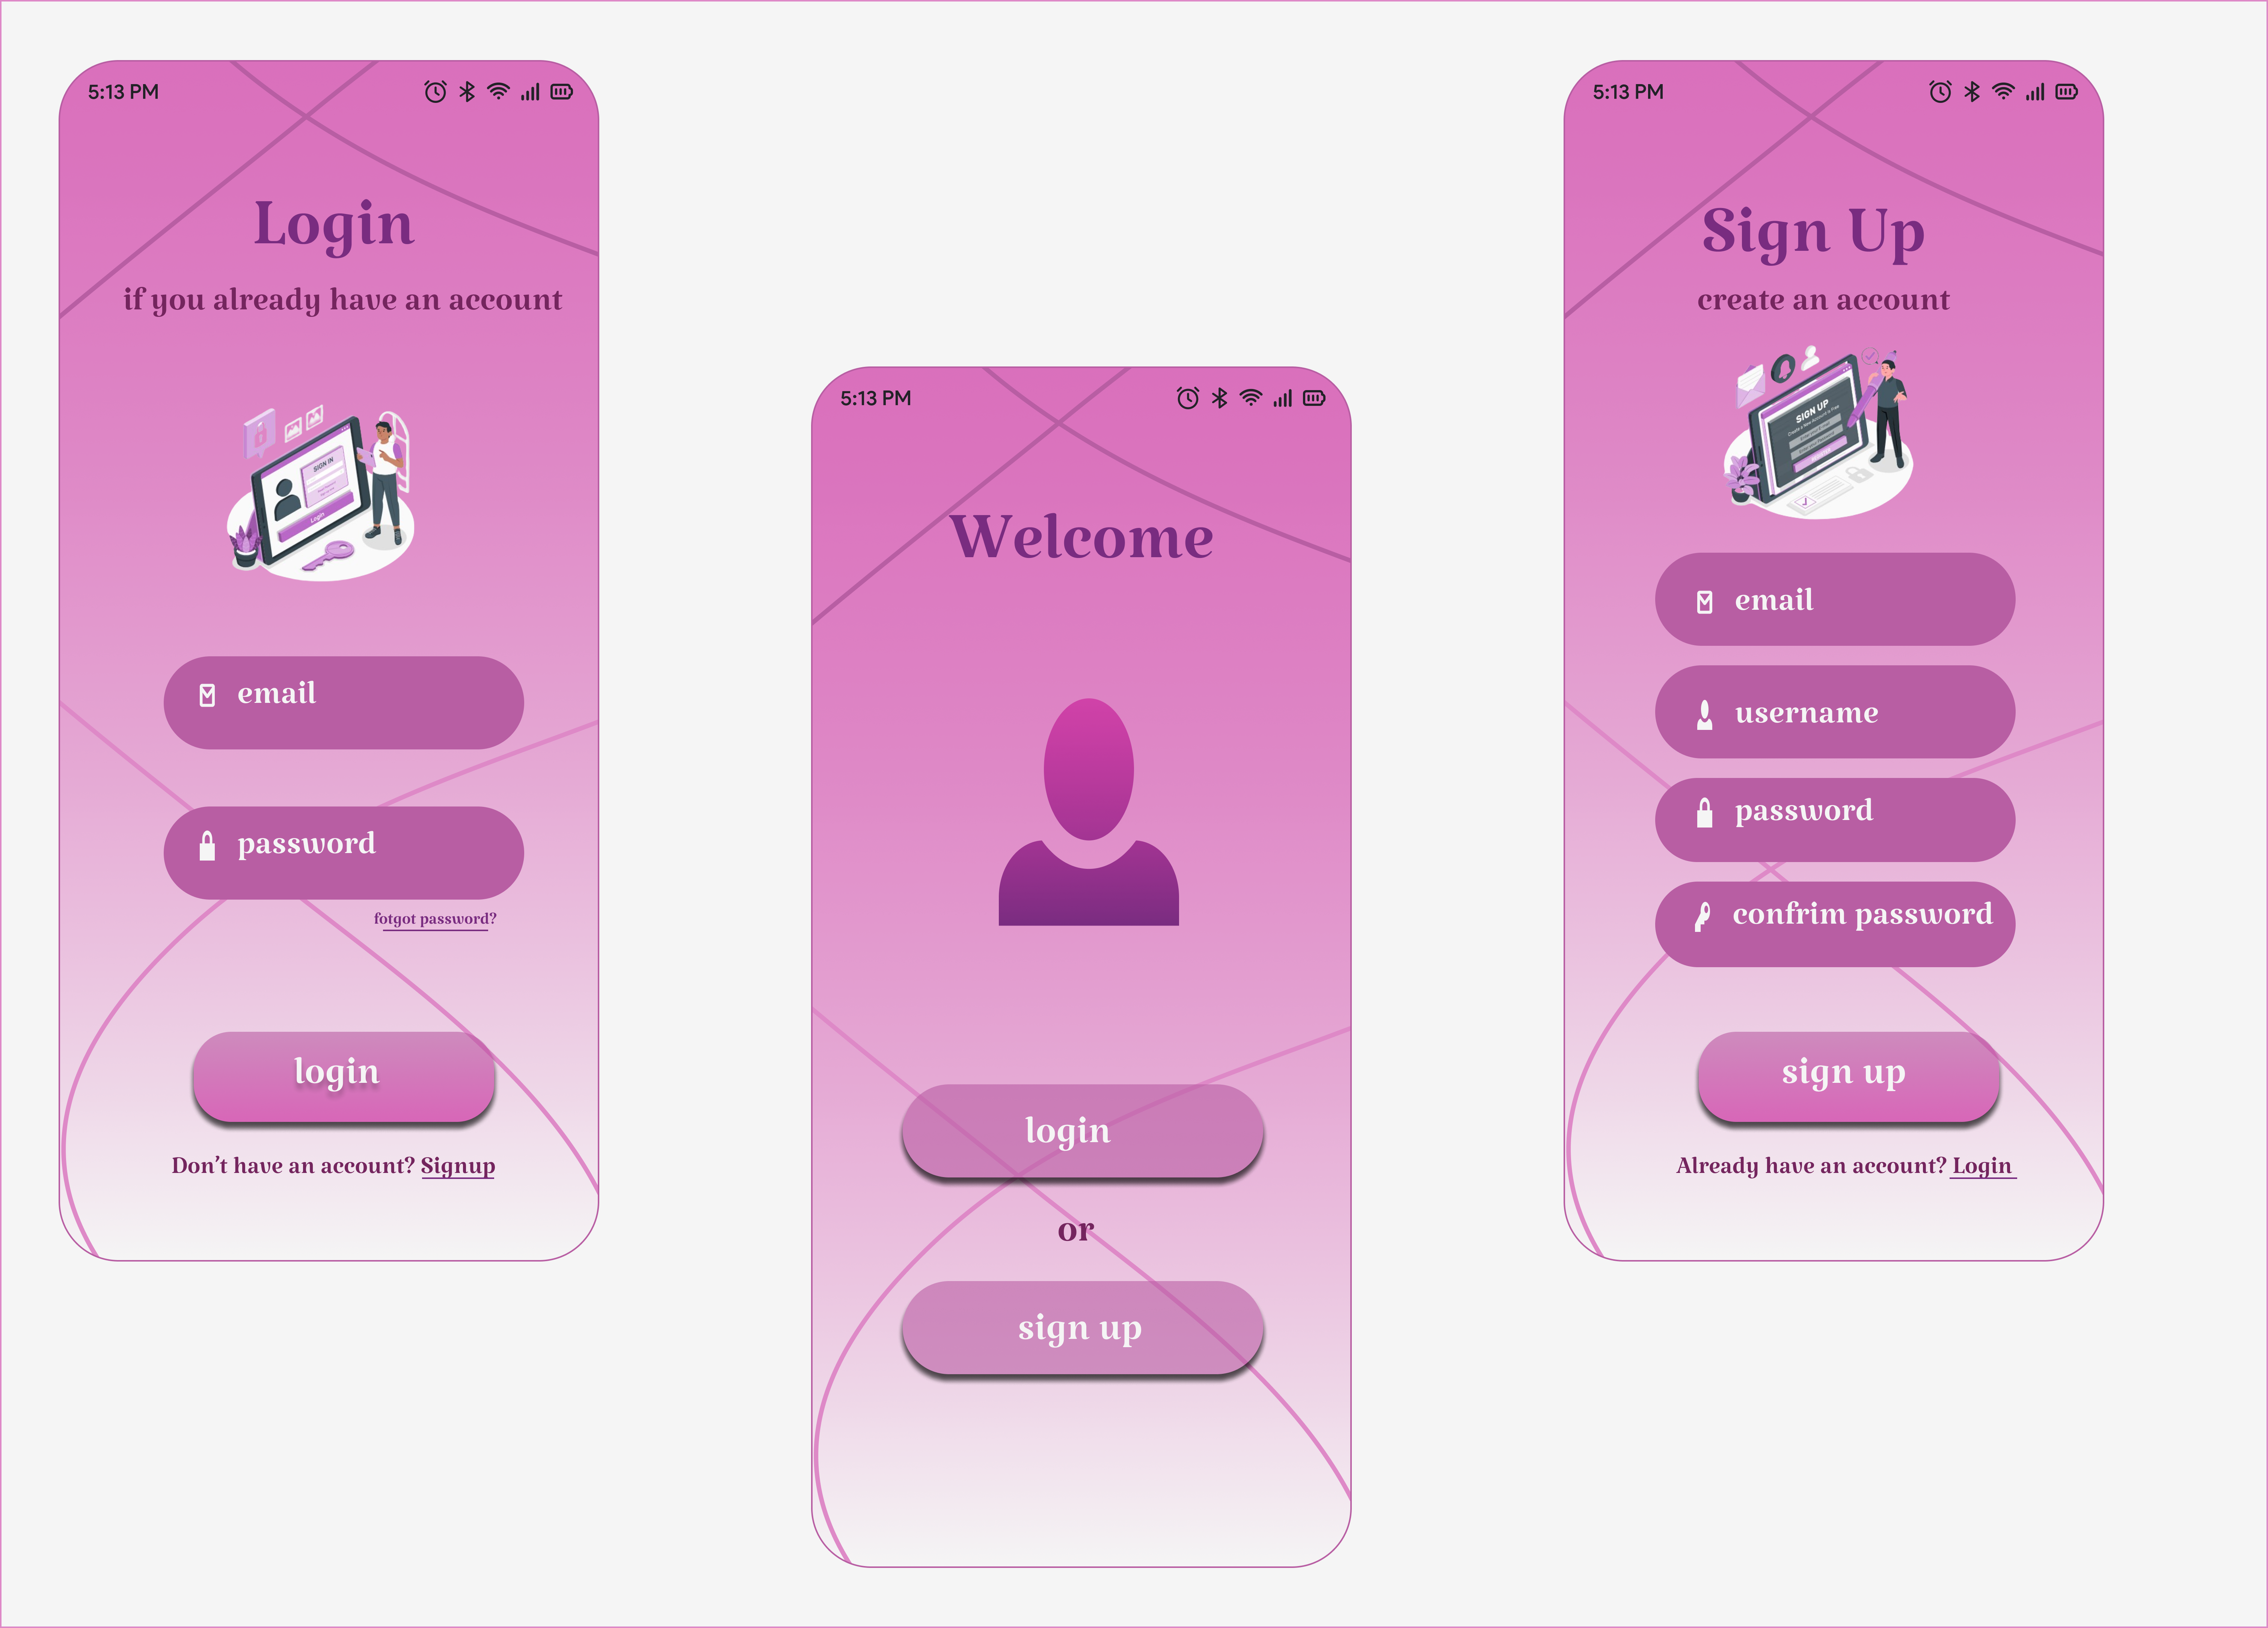 5:13 PM
Login
if you already have an account
SIGN IN
Login
email
password
fotgot password?
login
Don't have an account? Signup
5:13 PM
Welcome
login
or
sign up
5:13 PM
Sign Up
create an account
SIGN UP
email
username
password
confrim password
sign up
Already have an account? Login